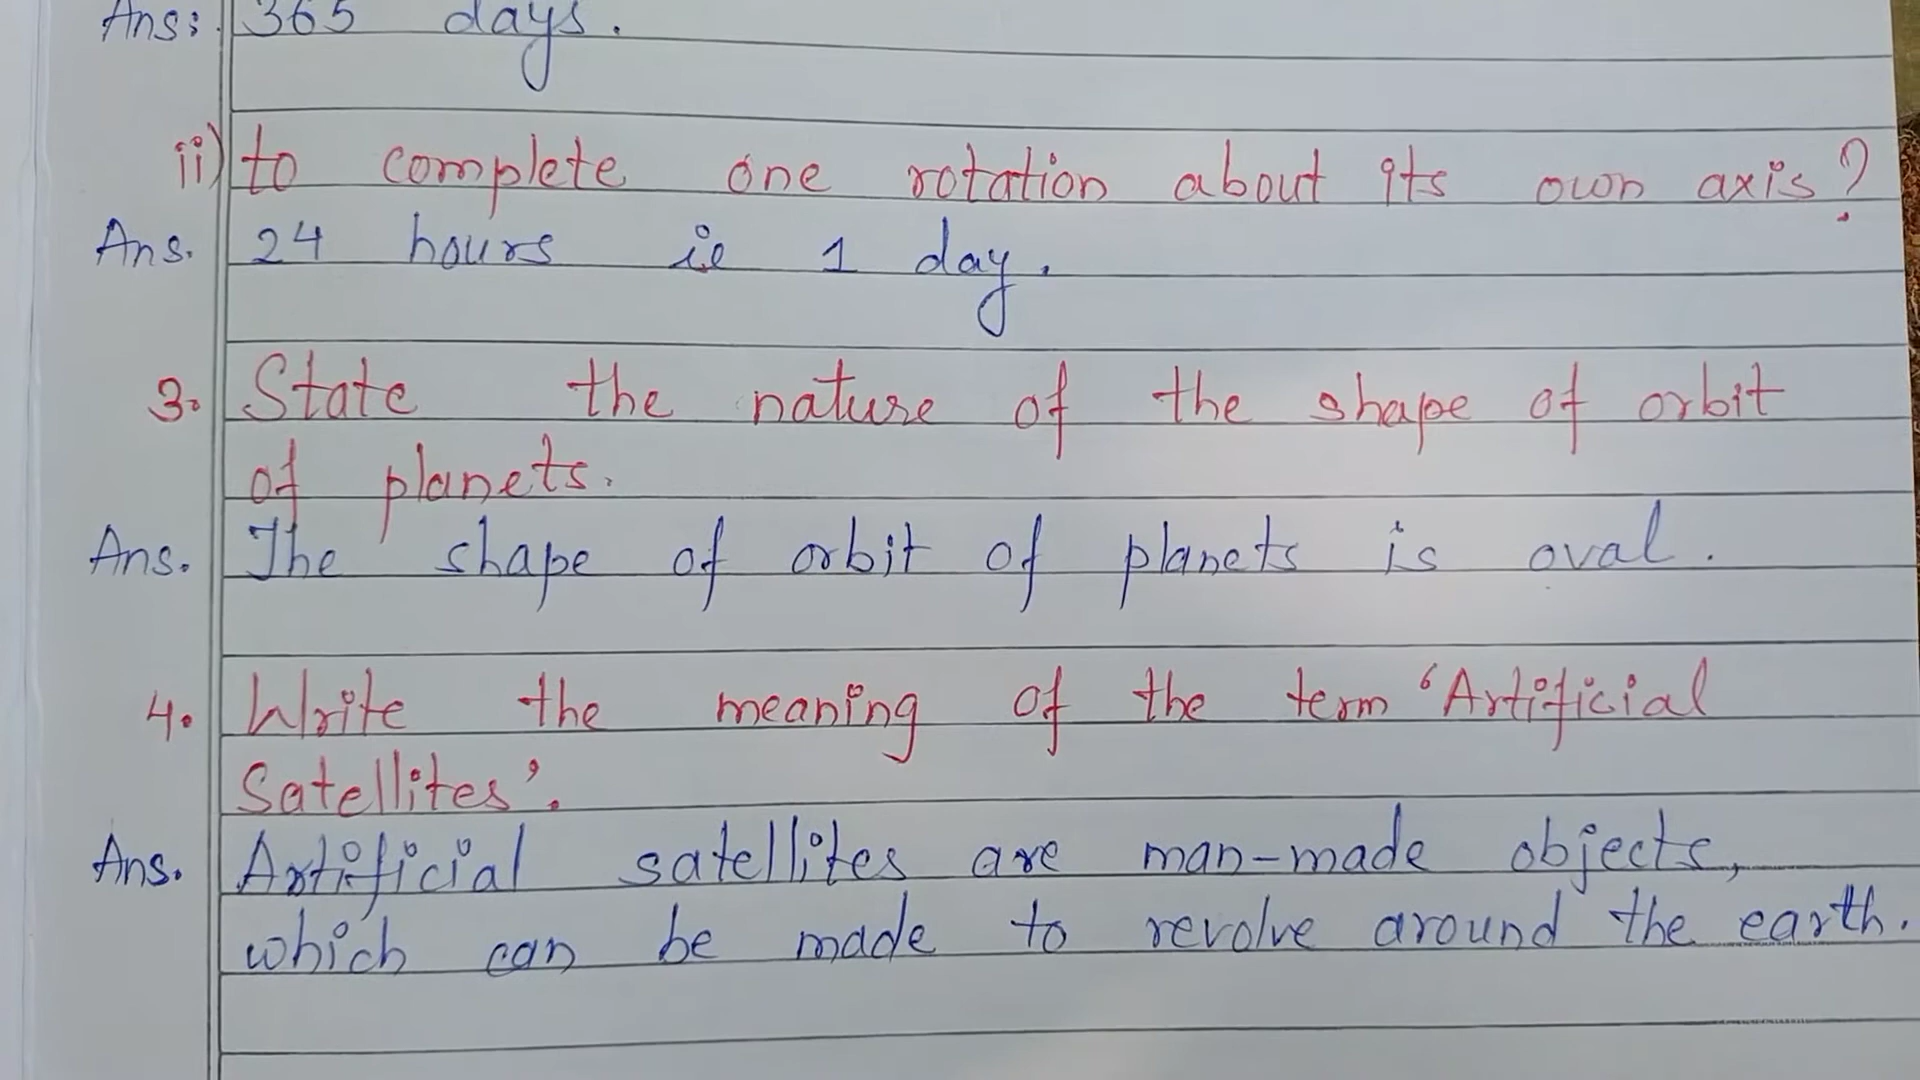 Ans: 365 days.
ii) to complete one rotation about its own axis?
Ans. 24 hours ie 1 day.
3. State the nature of the shape of orbit
of planets.
Ans. The shape of orbit of planets is oval.
4. Write the meaning of the term 'Artificial
Satellites'.
Ans. Artificial satellites are man-made objects,
which can be made to revolve around the earth.